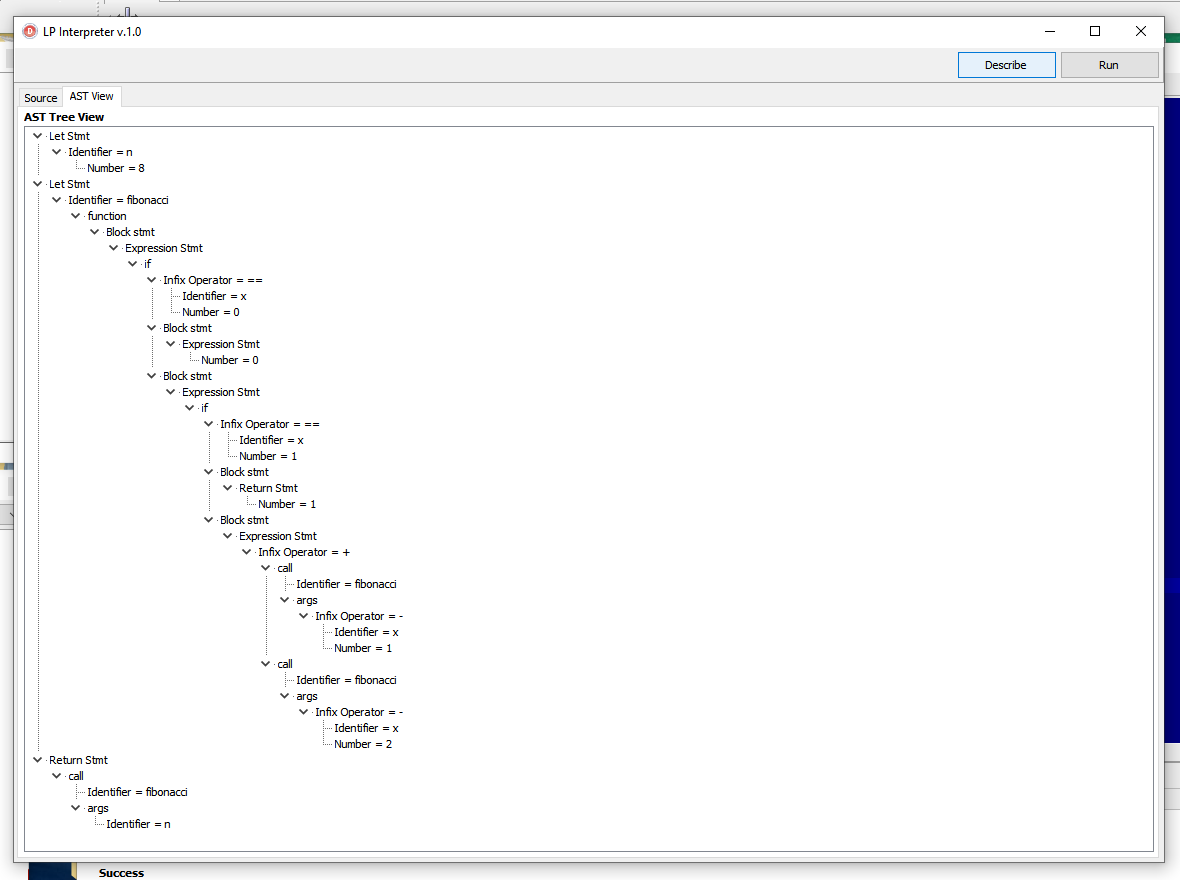 LP Interpreter v.1.0
Describe
Run
Source
AST View
AST Tree View
Let Stmt
Identifier = n
Number = 8
Let Stmt
Identifier = fibonacci
function
Block stmt
Expression Stmt
if
Infix Operator = ==
Identifier = x
Number = 0
Block stmt
Expression Stmt
Number = 0
Block stmt
Expression Stmt
if
Infix Operator = ==
Identifier = x
Number = 1
Block stmt
Return Stmt
Number = 1
Block stmt
Expression Stmt
Infix Operator = +
call
Identifier = fibonacci
args
Infix Operator = -
Identifier = x
Number = 1
call
Identifier = fibonacci
args
Infix Operator = -
Identifier = x
Number = 2
Return Stmt
call
Identifier = fibonacci
args
Identifier = n
Success